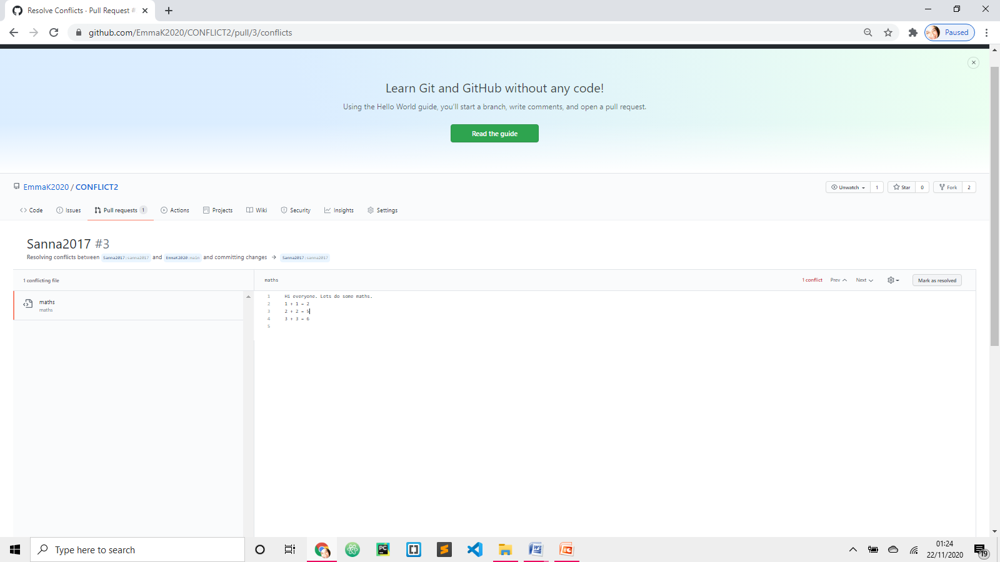 Resolve Conflicts · Pull Request #
github.com/EmmaK2020/CONFLICT2/pull/3/conflicts
Paused
Learn Git and GitHub without any code!
Using the Hello World guide, you'll start a branch, write comments, and open a pull request.
Read the guide
EmmaK2020 / CONFLICT2
Unwatch 1 Star 0 Fork 2
Code Issues Pull requests 1 Actions Projects Wiki Security Insights Settings
Sanna2017 #3
Resolving conflicts between Sanna2017:sanna2017 and EmmaK2020:main and committing changes → Sanna2017:sanna2017
1 conflicting file
maths
1 conflict Prev Next Mark as resolved
maths
maths
1 Hi everyone. Lets do some maths.
2 1 + 1 = 2
3 2 + 2 = 5
4 3 + 3 = 6
5
Type here to search
PC
W
01:24
22/11/2020
19